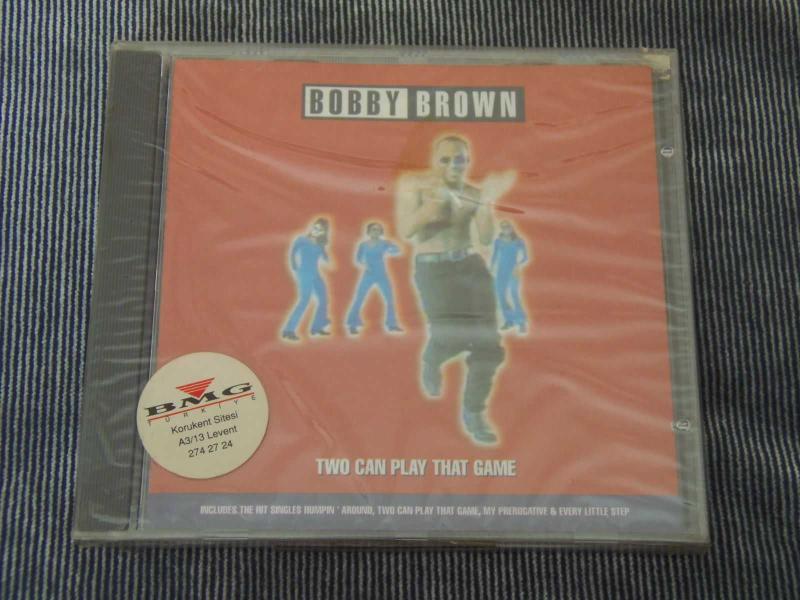 BOBBY BROWN
BMG
TÜRKİYE
Korukent Sitesi
A3/13 Levent
274 27 24
TWO CAN PLAY THAT GAME
INCLUDES THE HIT SINGLES HUMPIN' AROUND, TWO CAN PLAY THAT GAME, MY PREROGATIVE & EVERY LITTLE STEP